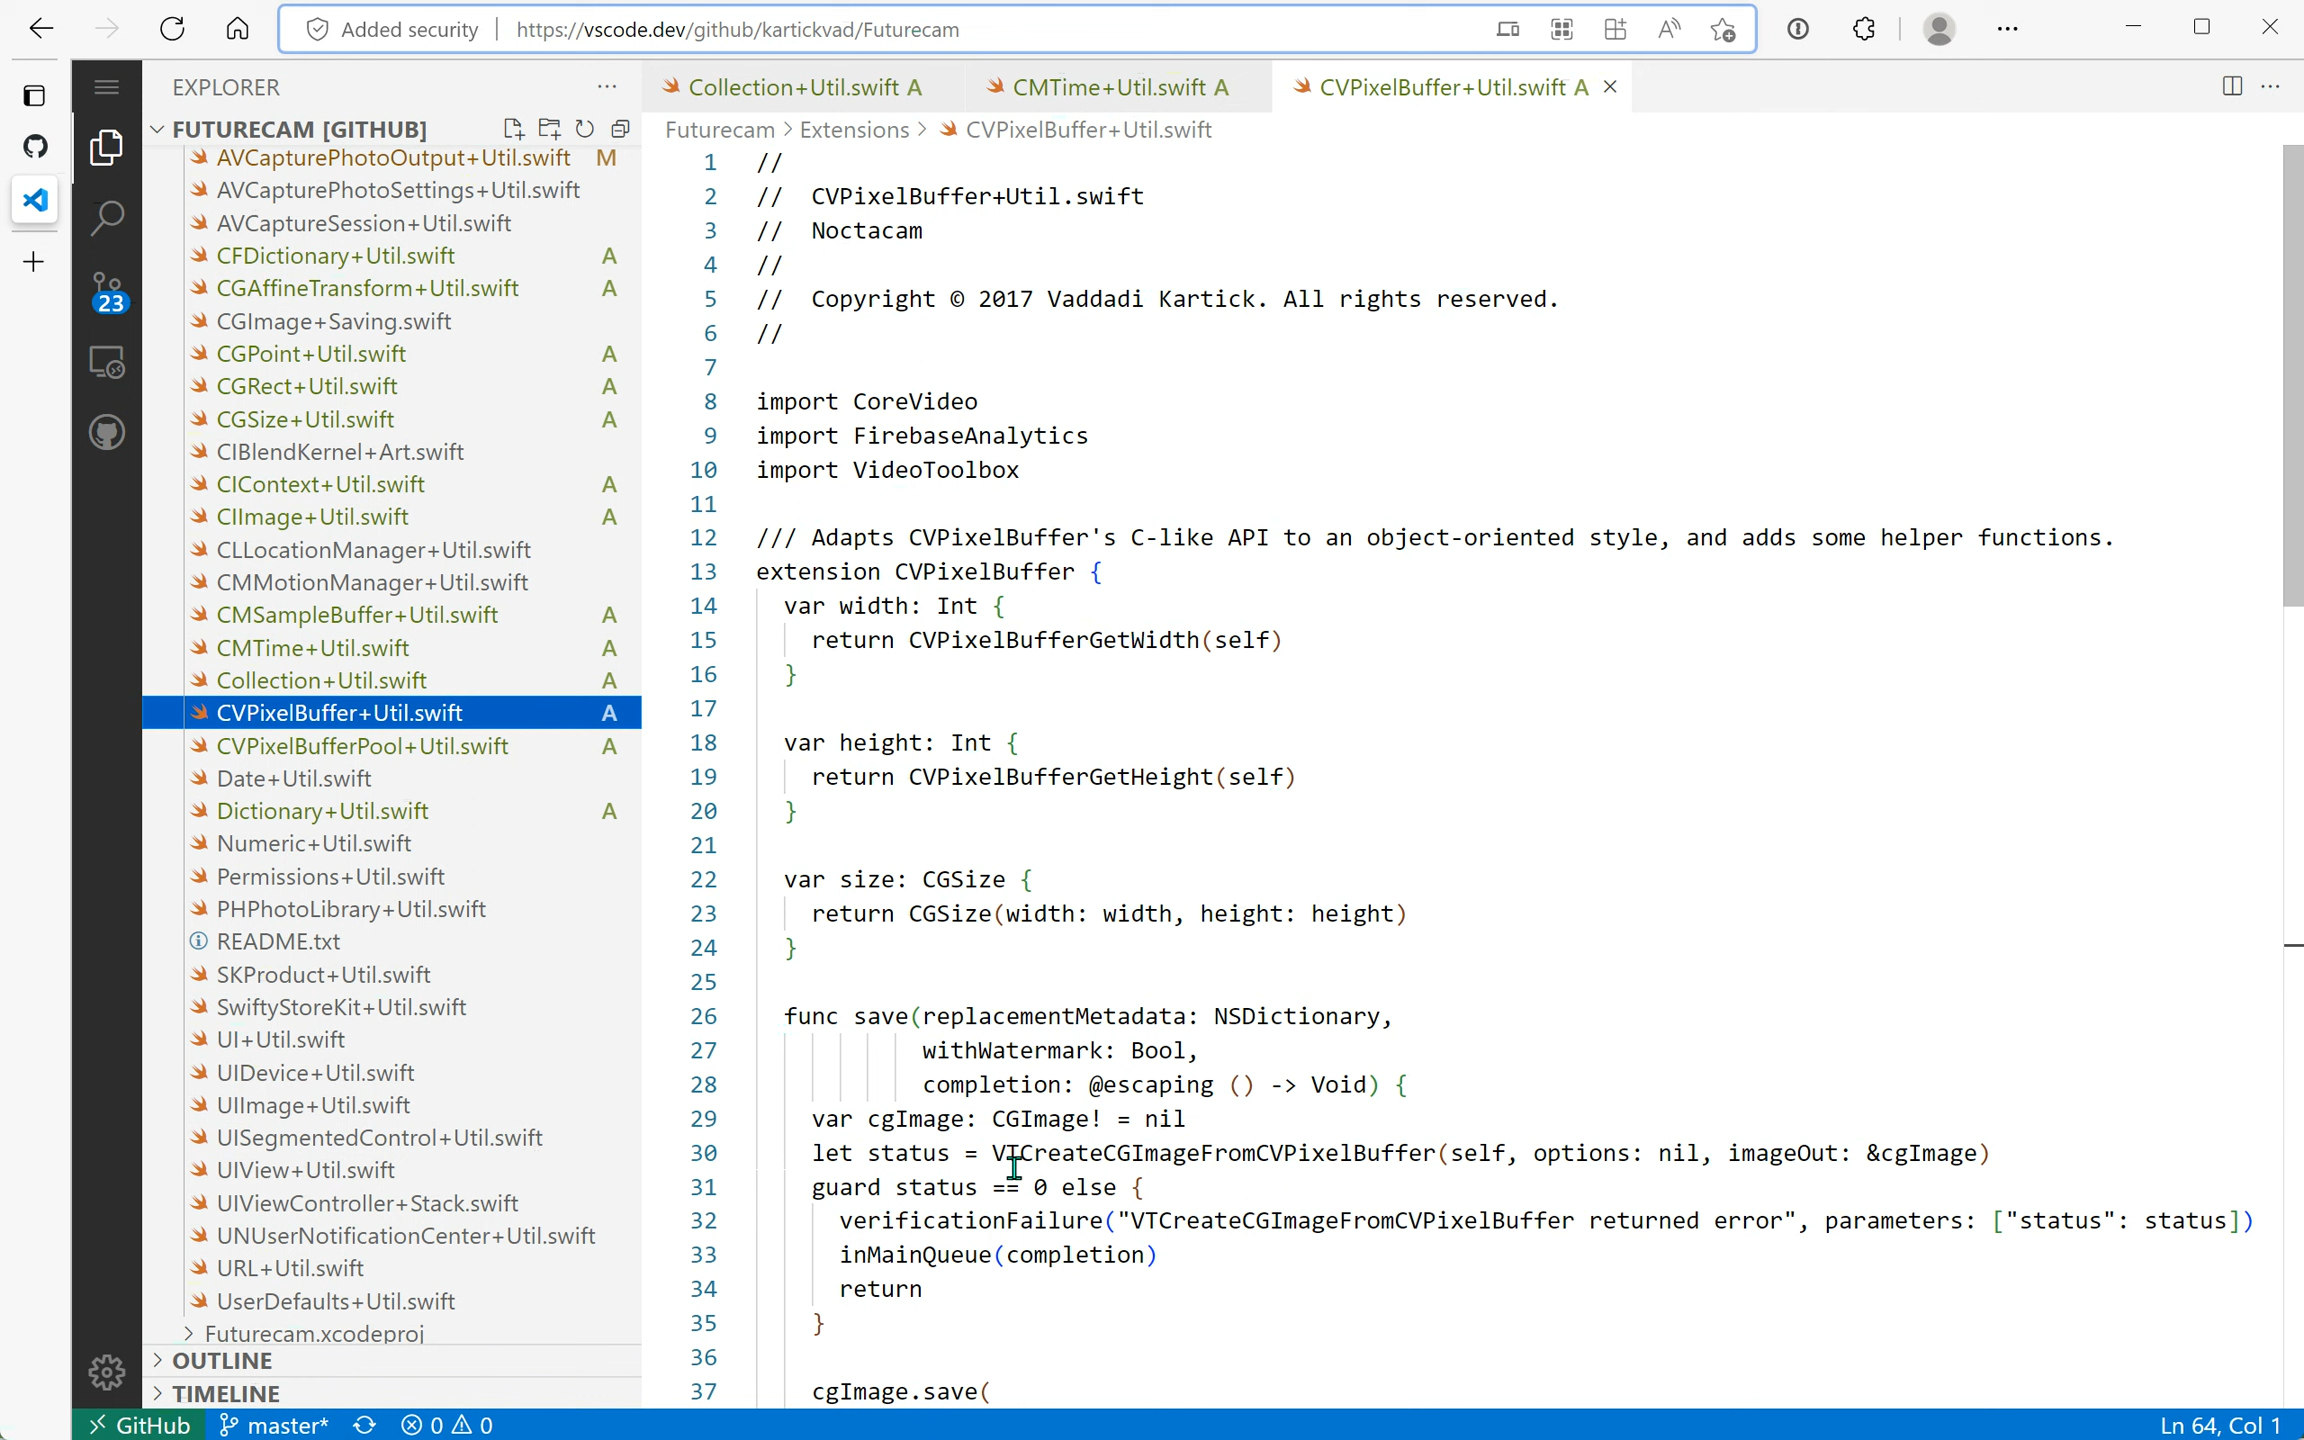 Added security
https://vscode.dev/github/kartickvad/Futurecam
EXPLORER
FUTURECAM [GITHUB]
AVCapturePhotoOutput+Util.swift M
AVCapturePhotoSettings+Util.swift
AVCaptureSession+Util.swift
CFDictionary+Util.swift A
CGAffineTransform+Util.swift A
CGImage+Saving.swift
CGPoint+Util.swift A
CGRect+Util.swift A
CGSize+Util.swift A
CIBlendKernel+Art.swift
CIContext+Util.swift A
CIImage+Util.swift A
CLLocationManager+Util.swift
CMMotionManager+Util.swift
CMSampleBuffer+Util.swift A
CMTime+Util.swift A
Collection+Util.swift A
CVPixelBuffer+Util.swift A
CVPixelBufferPool+Util.swift A
Date+Util.swift
Dictionary+Util.swift A
Numeric+Util.swift
Permissions+Util.swift
PHPhotoLibrary+Util.swift
README.txt
SKProduct+Util.swift
SwiftyStoreKit+Util.swift
UI+Util.swift
UIDevice+Util.swift
UIImage+Util.swift
UISegmentedControl+Util.swift
UIView+Util.swift
UIViewController+Stack.swift
UNUserNotificationCenter+Util.swift
URL+Util.swift
UserDefaults+Util.swift
Futurecam.xcodeproj
OUTLINE
TIMELINE
23
Collection+Util.swift A
CMTime+Util.swift A
CVPixelBuffer+Util.swift A
Futurecam > Extensions > CVPixelBuffer+Util.swift
1 //
2 // CVPixelBuffer+Util.swift
3 // Noctacam
4 //
5 // Copyright © 2017 Vaddadi Kartick. All rights reserved.
6 //
7
8 import CoreVideo
9 import FirebaseAnalytics
10 import VideoToolbox
11
12 /// Adapts CVPixelBuffer's C-like API to an object-oriented style, and adds some helper functions.
13 extension CVPixelBuffer {
14 var width: Int {
15 return CVPixelBufferGetWidth(self)
16 }
17
18 var height: Int {
19 return CVPixelBufferGetHeight(self)
20 }
21
22 var size: CGSize {
23 return CGSize(width: width, height: height)
24 }
25
26 func save(replacementMetadata: NSDictionary,
27 withWatermark: Bool,
28 completion: @escaping () -> Void) {
29 var cgImage: CGImage! = nil
30 let status = VTCreateCGImageFromCVPixelBuffer(self, options: nil, imageOut: &cgImage)
31 guard status == 0 else {
32 verificationFailure("VTCreateCGImageFromCVPixelBuffer returned error", parameters: ["status": status])
33 inMainQueue(completion)
34 return
35 }
36
37 cgImage.save(
GitHub master* 0 0
Ln 64, Col 1